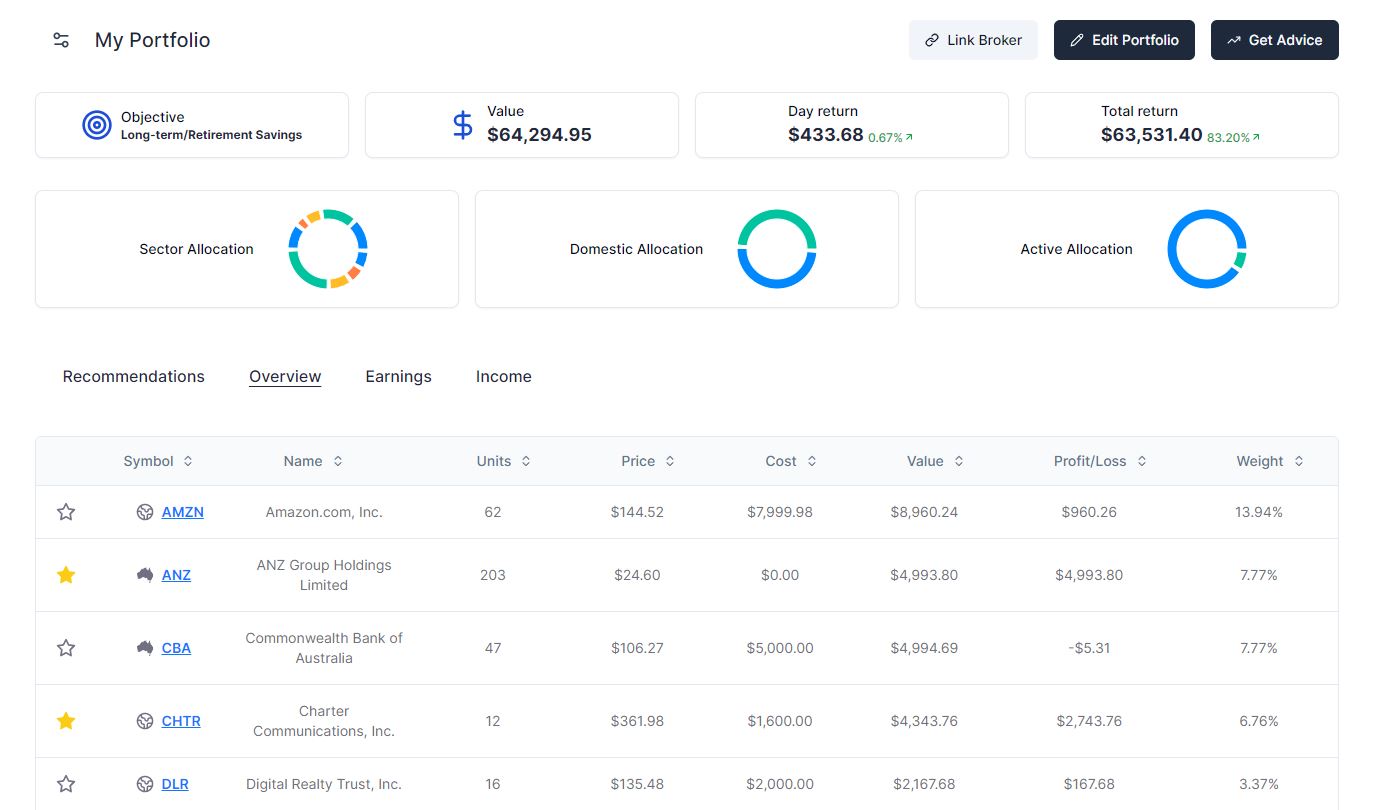 My Portfolio
Link Broker
Edit Portfolio
Get Advice
Objective
Long-term/Retirement Savings
Value
$64,294.95
Day return
$433.68 0.67%
Total return
$63,531.40 83.20%
Sector Allocation
Domestic Allocation
Active Allocation
Recommendations Overview Earnings Income
Symbol Name Units Price Cost Value Profit/Loss Weight
AMZN Amazon.com, Inc. 62 $144.52 $7,999.98 $8,960.24 $960.26 13.94%
ANZ ANZ Group Holdings
Limited 203 $24.60 $0.00 $4,993.80 $4,993.80 7.77%
CBA Commonwealth Bank of
Australia 47 $106.27 $5,000.00 $4,994.69 -$5.31 7.77%
CHTR Charter
Communications, Inc. 12 $361.98 $1,600.00 $4,343.76 $2,743.76 6.76%
DLR Digital Realty Trust, Inc. 16 $135.48 $2,000.00 $2,167.68 $167.68 3.37%